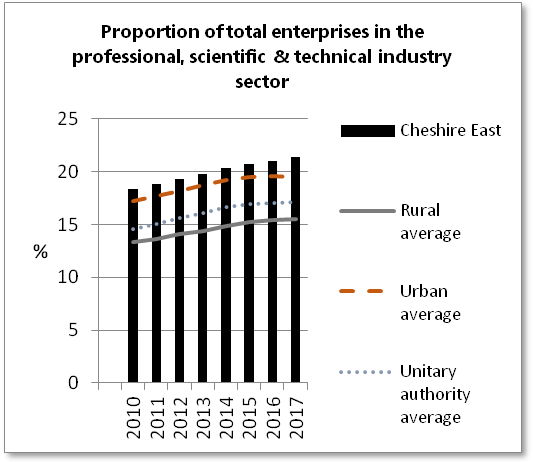 Proportion of total enterprises in the
professional, scientific & technical industry
sector
25
20
15
10
5
0
%
2010
2011
2012
2013
2014
2015
2016
2017
Cheshire East
Rural
average
Urban
average
Unitary
authority
average